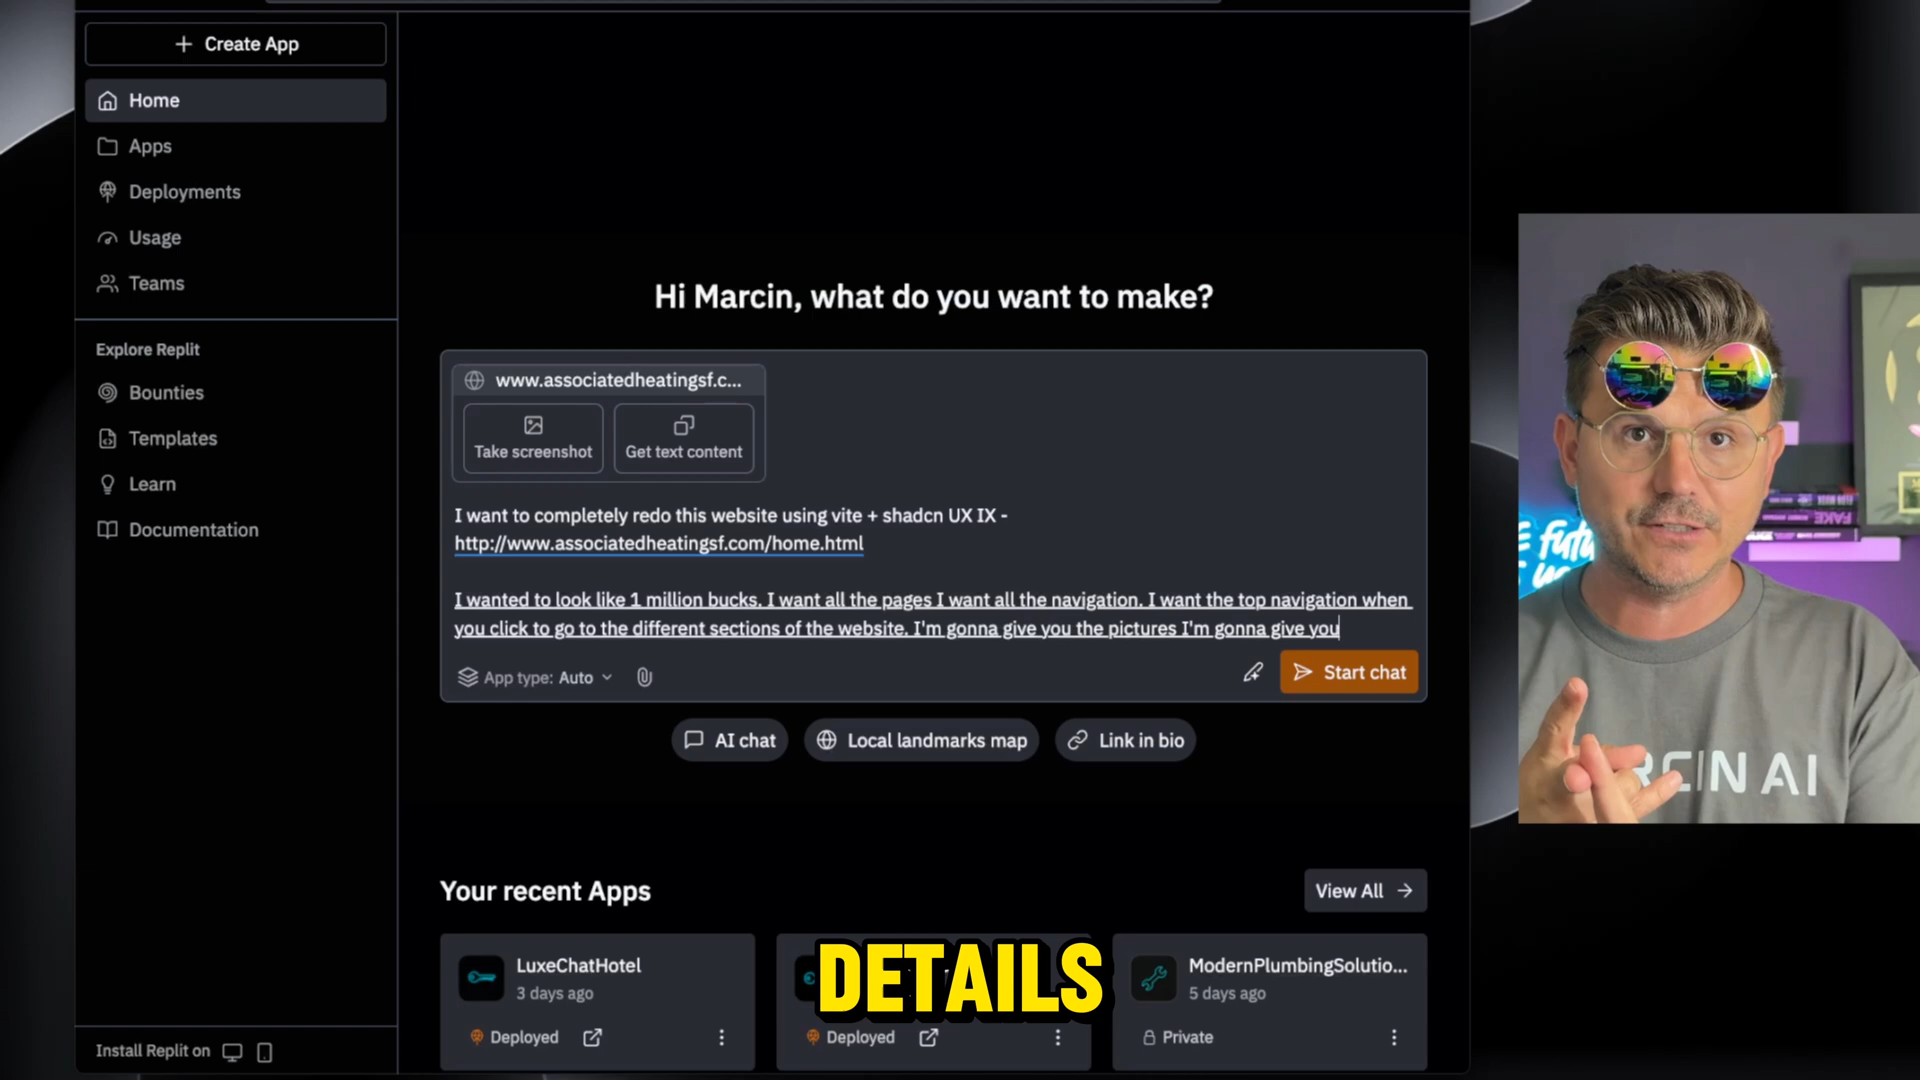 Create App
Home
Apps
Deployments
Usage
Teams
Explore Replit
Bounties
Templates
Learn
Documentation
Install Replit on
Hi Marcin, what do you want to make?
www.associatedheatingsf.c...
Take screenshot
Get text content
I want to completely redo this website using vite + shadcn UX IX -
http://www.associatedheatingsf.com/home.html
I wanted to look like 1 million bucks. I want all the pages I want all the navigation. I want the top navigation when
you click to go to the different sections of the website. I'm gonna give you the pictures I'm gonna give you
App type: Auto
Start chat
AI chat
Local landmarks map
Link in bio
Your recent Apps
View All
LuxeChatHotel
3 days ago
Deployed
Deployed
ModernPlumbingSolutio...
5 days ago
Private
DETAILS
FAKE
RCIN AI